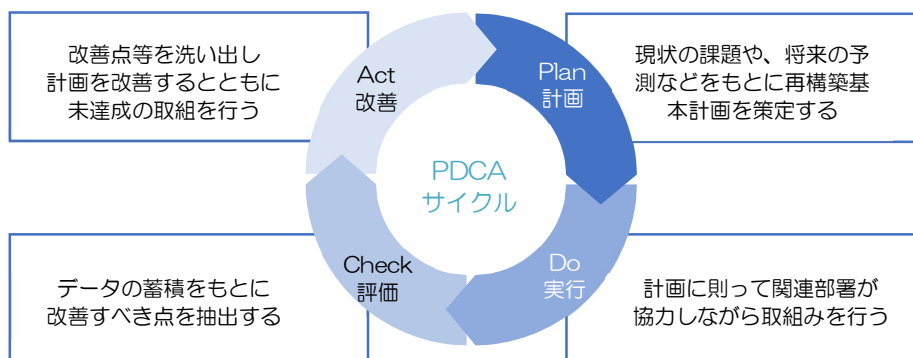 改善点等を洗い出し
計画を改善するとともに
未達成の取組を行う
Act
改善
Plan
計画
現状の課題や、将来の予
測などをもとに再構築基
本計画を策定する
PDCA
サイクル
データの蓄積をもとに
改善すべき点を抽出する
Check
評価
Do
実行
計画に則って関連部署が
協力しながら取組みを行う